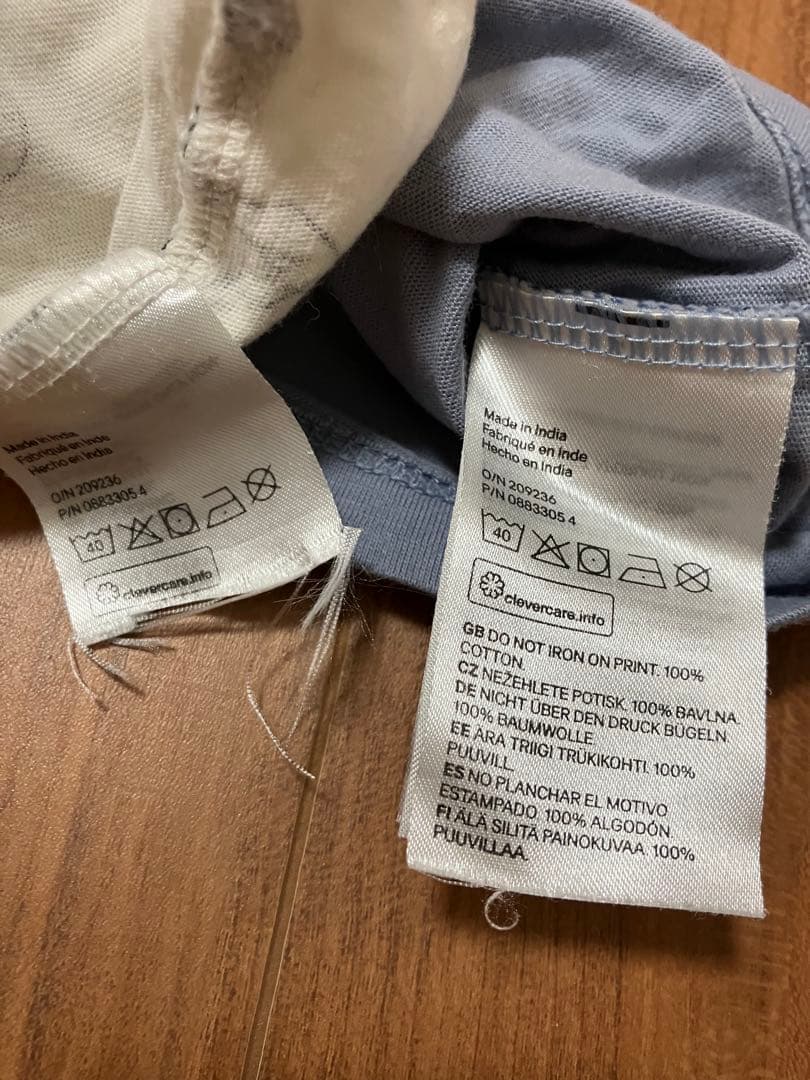 Made in India
Fabriqué en Inde
Hecho en India
O/N 209236
P/N 0883305 4
40
clevercare.info
Made in India
Fabriqué en Inde
Hecho en India
O/N 209236
P/N 0883305 4
40
clevercare.info
GB DO NOT IRON ON PRINT. 100%
COTTON.
CZ NEŽEHLETE POTISK. 100% BAVLNA.
DE NICHT ÜBER DEN DRUCK BÜGELN.
100% BAUMWOLLE.
EE ÄRA TRIIGI TRÜKIKOHTI. 100%
PUUVILL.
ES NO PLANCHAR EL MOTIVO
ESTAMPADO. 100% ALGODÓN.
FI ÄLÄ SILITÄ PAINOKUVAA. 100%
PUUVILLAA.